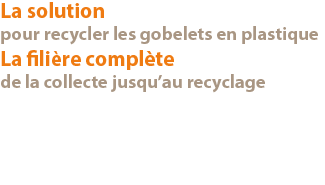 La solution
pour recycler les gobelets en plastique
La filière complète
de la collecte jusqu’au recyclage